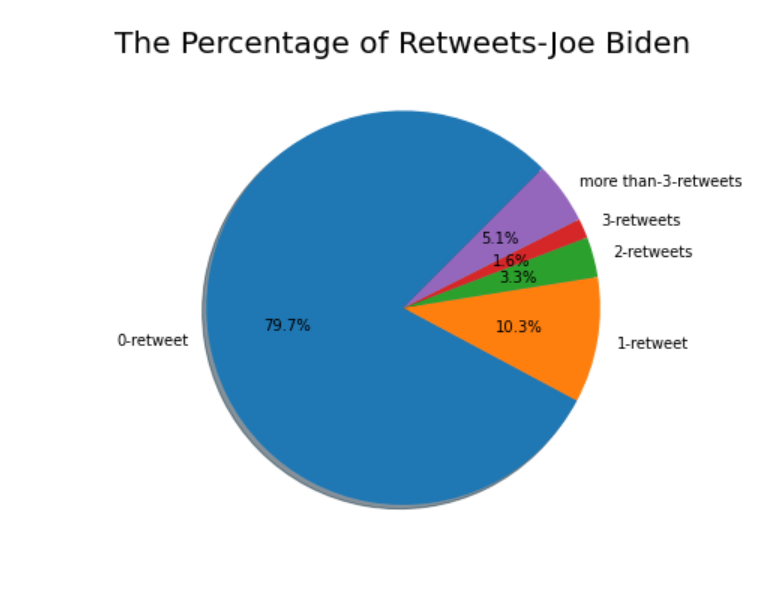 The Percentage of Retweets-Joe Biden
more than-3-retweets
5.1%
3-retweets
1.6%
2-retweets
3.3%
79.7%
10.3%
0-retweet
1-retweet